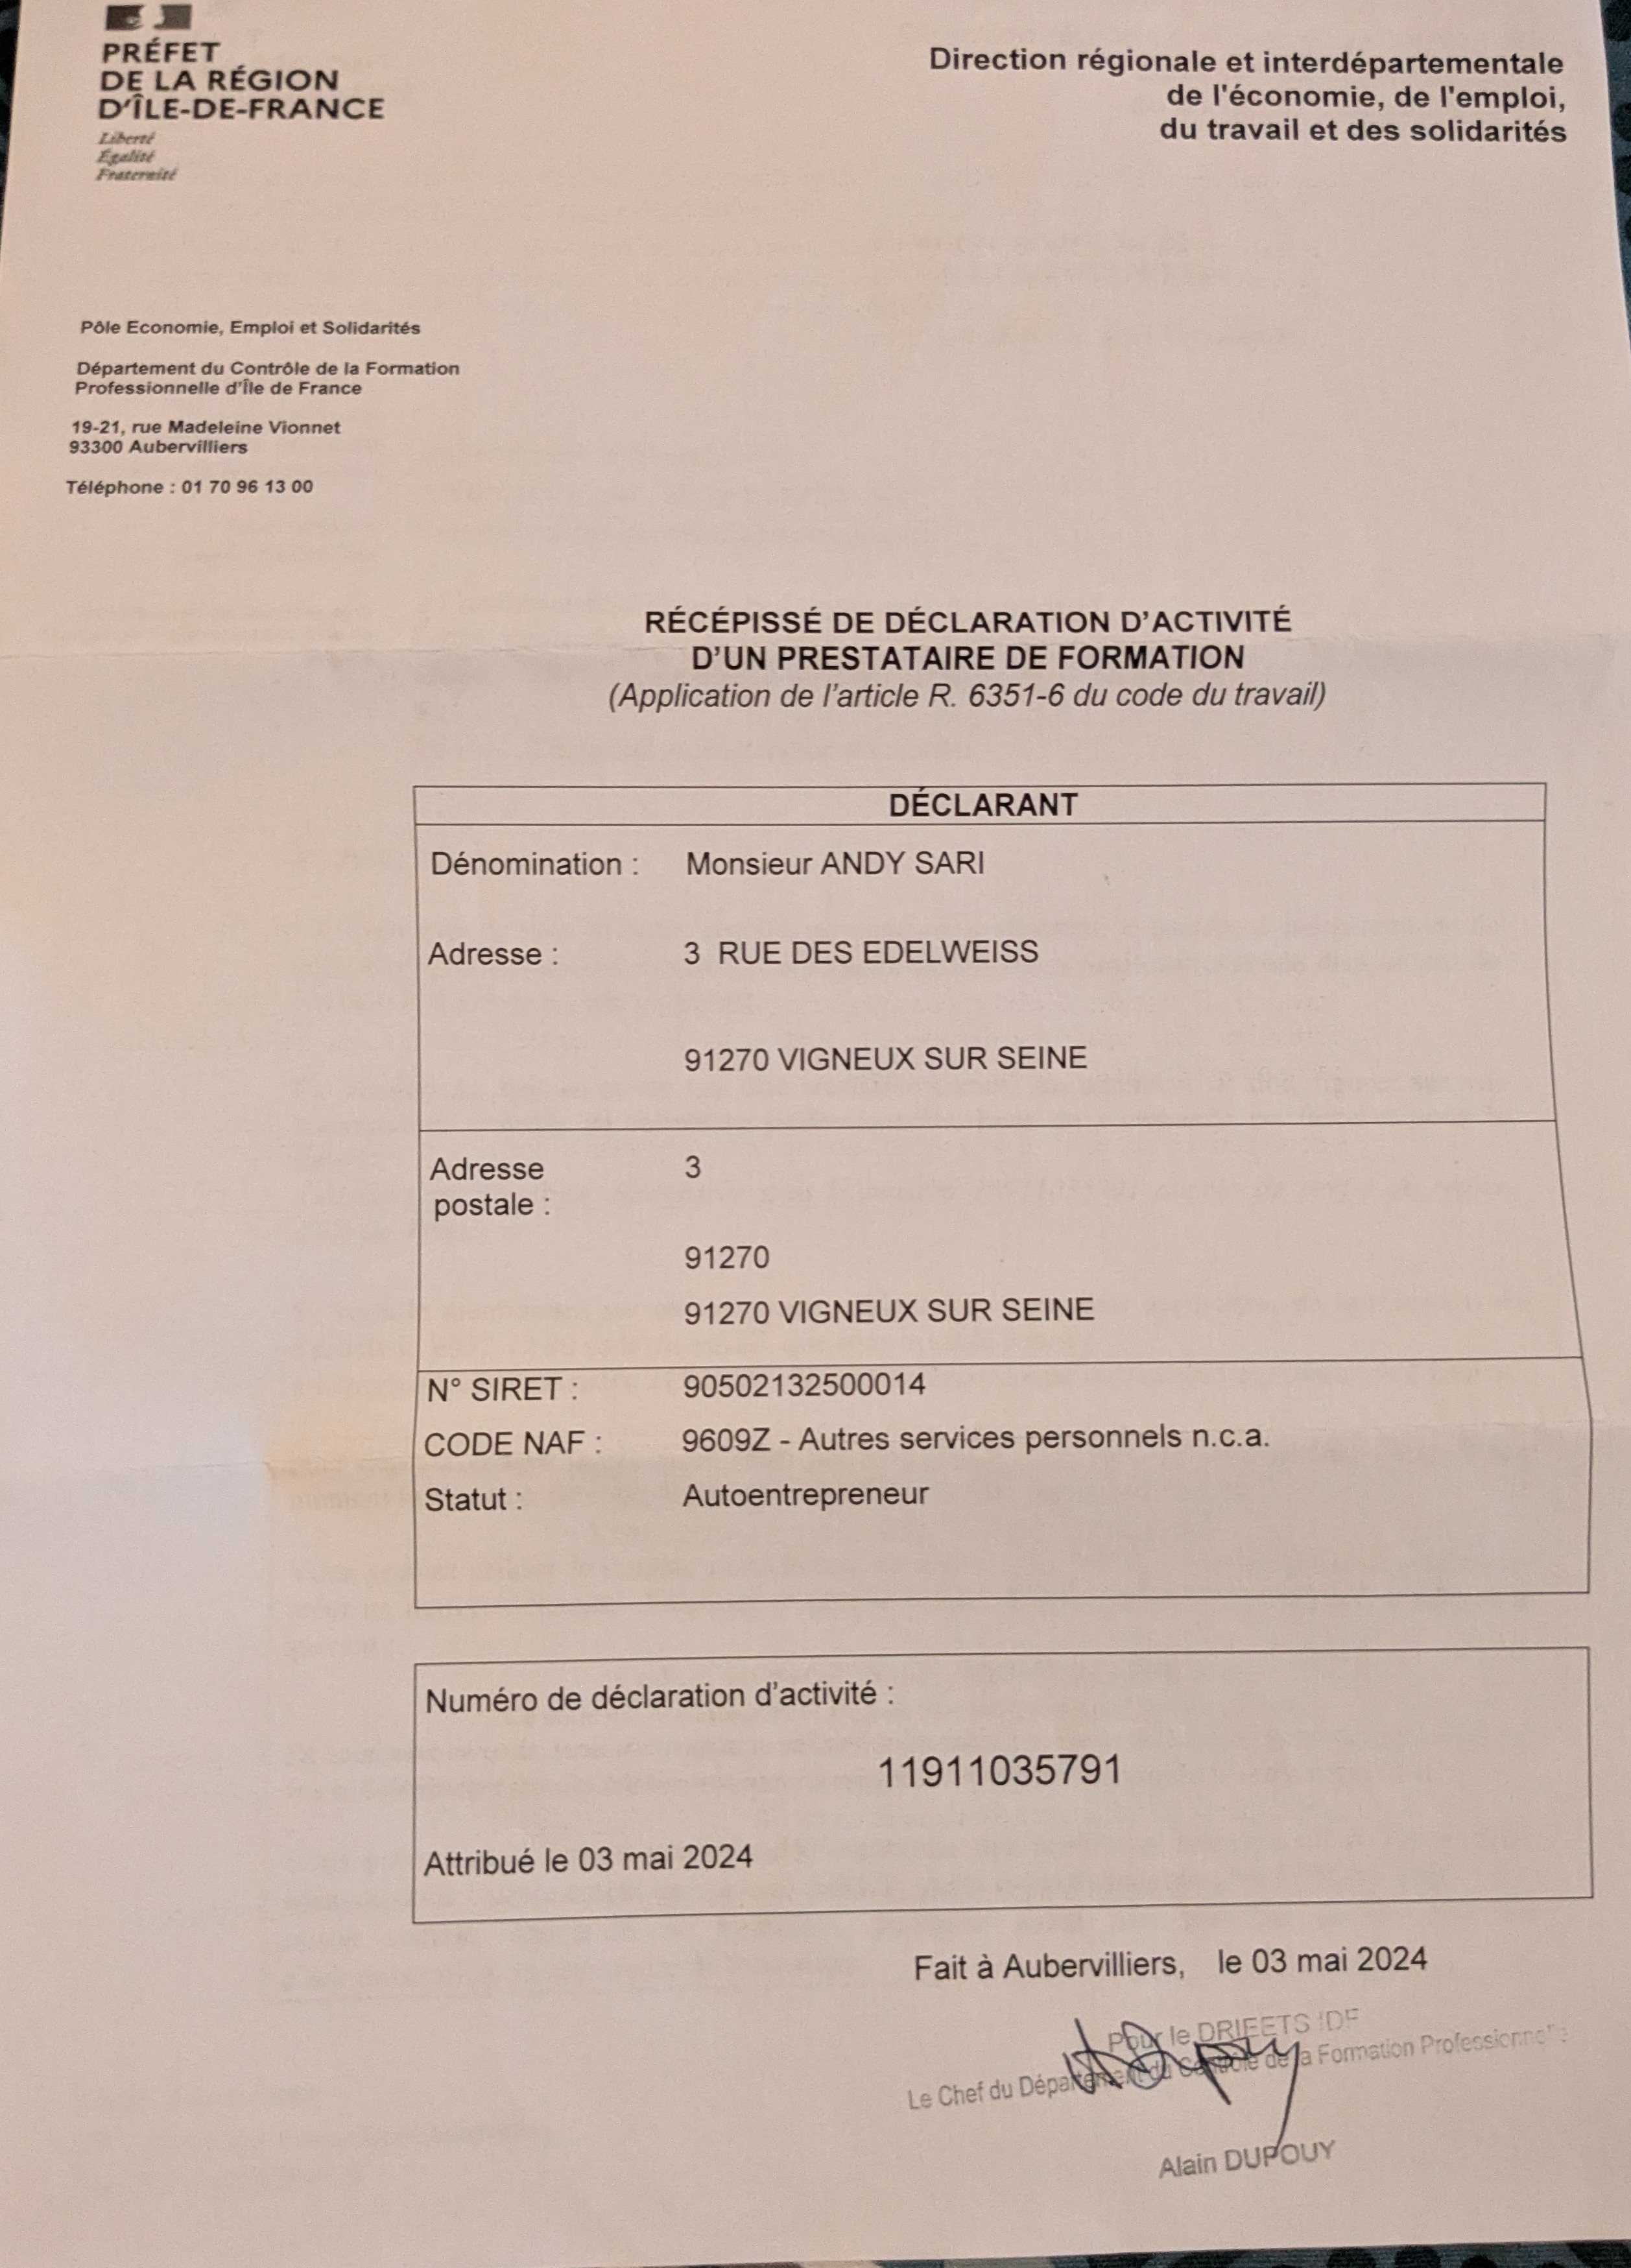 PRÉFET
DE LA RÉGION
D'ÎLE-DE-FRANCE
Liberté
Égalité
Fraternité
Direction régionale et interdépartementale
de l'économie, de l'emploi,
du travail et des solidarités
Pôle Economie, Emploi et Solidarités
Département du Contrôle de la Formation
Professionnelle d'Île de France
19-21, rue Madeleine Vionnet
93300 Aubervilliers
Téléphone : 01 70 96 13 00
RÉCÉPISSÉ DE DÉCLARATION D'ACTIVITÉ
D'UN PRESTATAIRE DE FORMATION
(Application de l'article R. 6351-6 du code du travail)
DÉCLARANT
Dénomination : Monsieur ANDY SARI
Adresse : 3 RUE DES EDELWEISS
91270 VIGNEUX SUR SEINE
Adresse 3
postale :
91270
91270 VIGNEUX SUR SEINE
N° SIRET : 90502132500014
CODE NAF : 9609Z - Autres services personnels n.c.a.
Statut : Autoentrepreneur
Numéro de déclaration d'activité :
11911035791
Attribué le 03 mai 2024
Fait à Aubervilliers, le 03 mai 2024
Pour le DRIEETS IDF
Le Chef du Département du Contrôle de la Formation Professionnelle
Alain DUPOUY